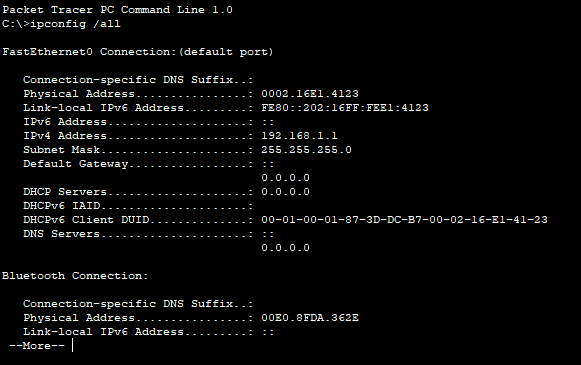 Packet Tracer PC Command Line 1.0
C:\>ipconfig /all
FastEthernet0 Connection:(default port)
Connection-specific DNS Suffix..:
Physical Address................: 0002.16E1.4123
Link-local IPv6 Address.........: FE80::202:16FF:FEE1:4123
IPv6 Address....................: ::
IPv4 Address....................: 192.168.1.1
Subnet Mask.....................: 255.255.255.0
Default Gateway.................: ::
0.0.0.0
DHCP Servers....................: 0.0.0.0
DHCPv6 IAID.....................:
DHCPv6 Client DUID..............: 00-01-00-01-87-3D-DC-B7-00-02-16-E1-41-23
DNS Servers.....................: ::
0.0.0.0
Bluetooth Connection:
Connection-specific DNS Suffix..:
Physical Address................: 00E0.8FDA.362E
Link-local IPv6 Address.........: ::
--More--